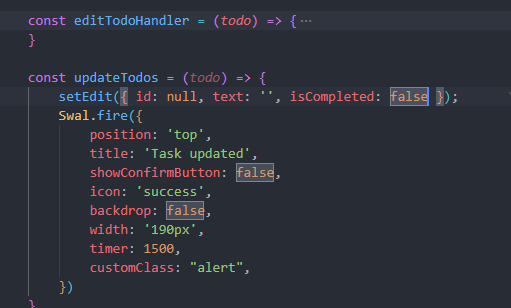 const editTodoHandler = (todo) => { ···
}
const updateTodos = (todo) => {
setEdit({ id: null, text: '', isCompleted: false });
Swal.fire({
position: 'top',
title: 'Task updated',
showConfirmButton: false,
icon: 'success',
backdrop: false,
width: '190px',
timer: 1500,
customClass: "alert",
})
}